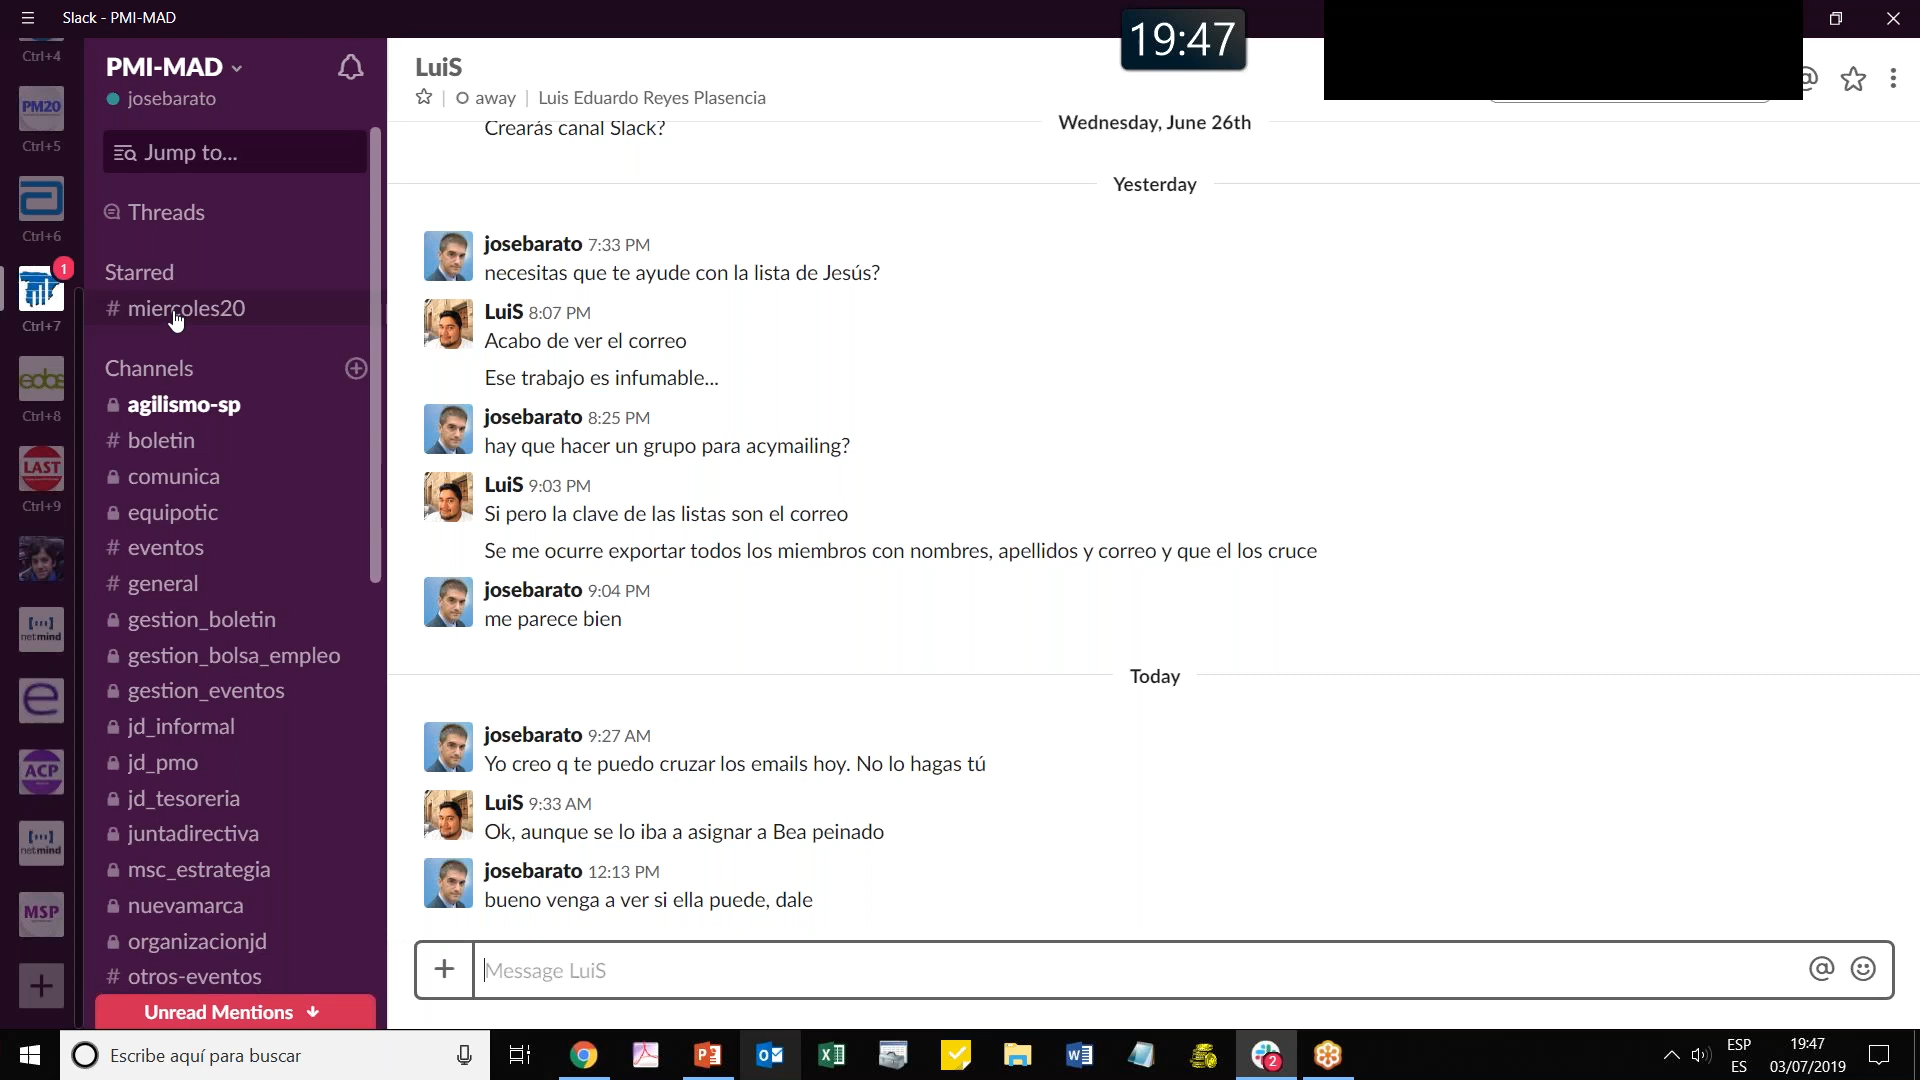 Slack - PMI-MAD
19:47
Ctrl+4
PM20
Ctrl+5
Ctrl+6
1
Ctrl+7
eobs
Ctrl+8
LAST
Ctrl+9
[···]
netmind
e
ACP
[···]
netmind
MSP
PMI-MAD
josebarato
Jump to...
Threads
Starred
# miercoles20
Channels
agilismo-sp
# boletin
comunica
equipotic
# eventos
# general
gestion_boletin
gestion_bolsa_empleo
gestion_eventos
jd_informal
jd_pmo
jd_tesoreria
juntadirectiva
msc_estrategia
nuevamarca
organizacionjd
# otros-eventos
Unread Mentions
LuiS
away | Luis Eduardo Reyes Plasencia
Wednesday, June 26th
Crearás canal Slack?
Yesterday
josebarato 7:33 PM
necesitas que te ayude con la lista de Jesús?
LuiS 8:07 PM
Acabo de ver el correo
Ese trabajo es infumable...
josebarato 8:25 PM
hay que hacer un grupo para acymailing?
LuiS 9:03 PM
Si pero la clave de las listas son el correo
Se me ocurre exportar todos los miembros con nombres, apellidos y correo y que el los cruce
josebarato 9:04 PM
me parece bien
Today
josebarato 9:27 AM
Yo creo q te puedo cruzar los emails hoy. No lo hagas tú
LuiS 9:33 AM
Ok, aunque se lo iba a asignar a Bea peinado
josebarato 12:13 PM
bueno venga a ver si ella puede, dale
Message LuiS
Escribe aquí para buscar
2
ESP
ES
19:47
03/07/2019